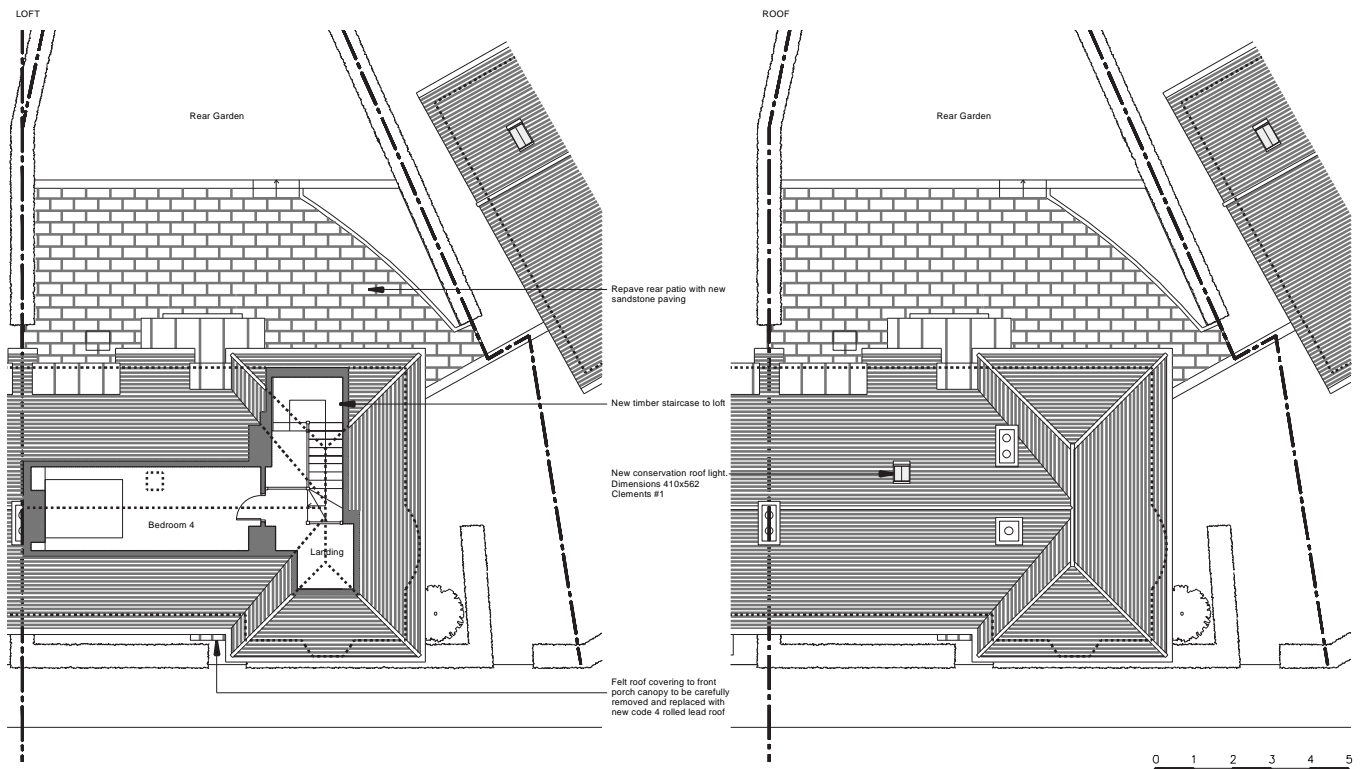 LOFT
ROOF
Rear Garden
Rear Garden
Repave rear patio with new
sandstone paving
New timber staircase to loft
New conservation roof light.
Dimensions 410x562
Clements #1
Bedroom 4
Landing
Felt roof covering to front
porch canopy to be carefully
removed and replaced with
new code 4 rolled lead roof
0 1 2 3 4 5